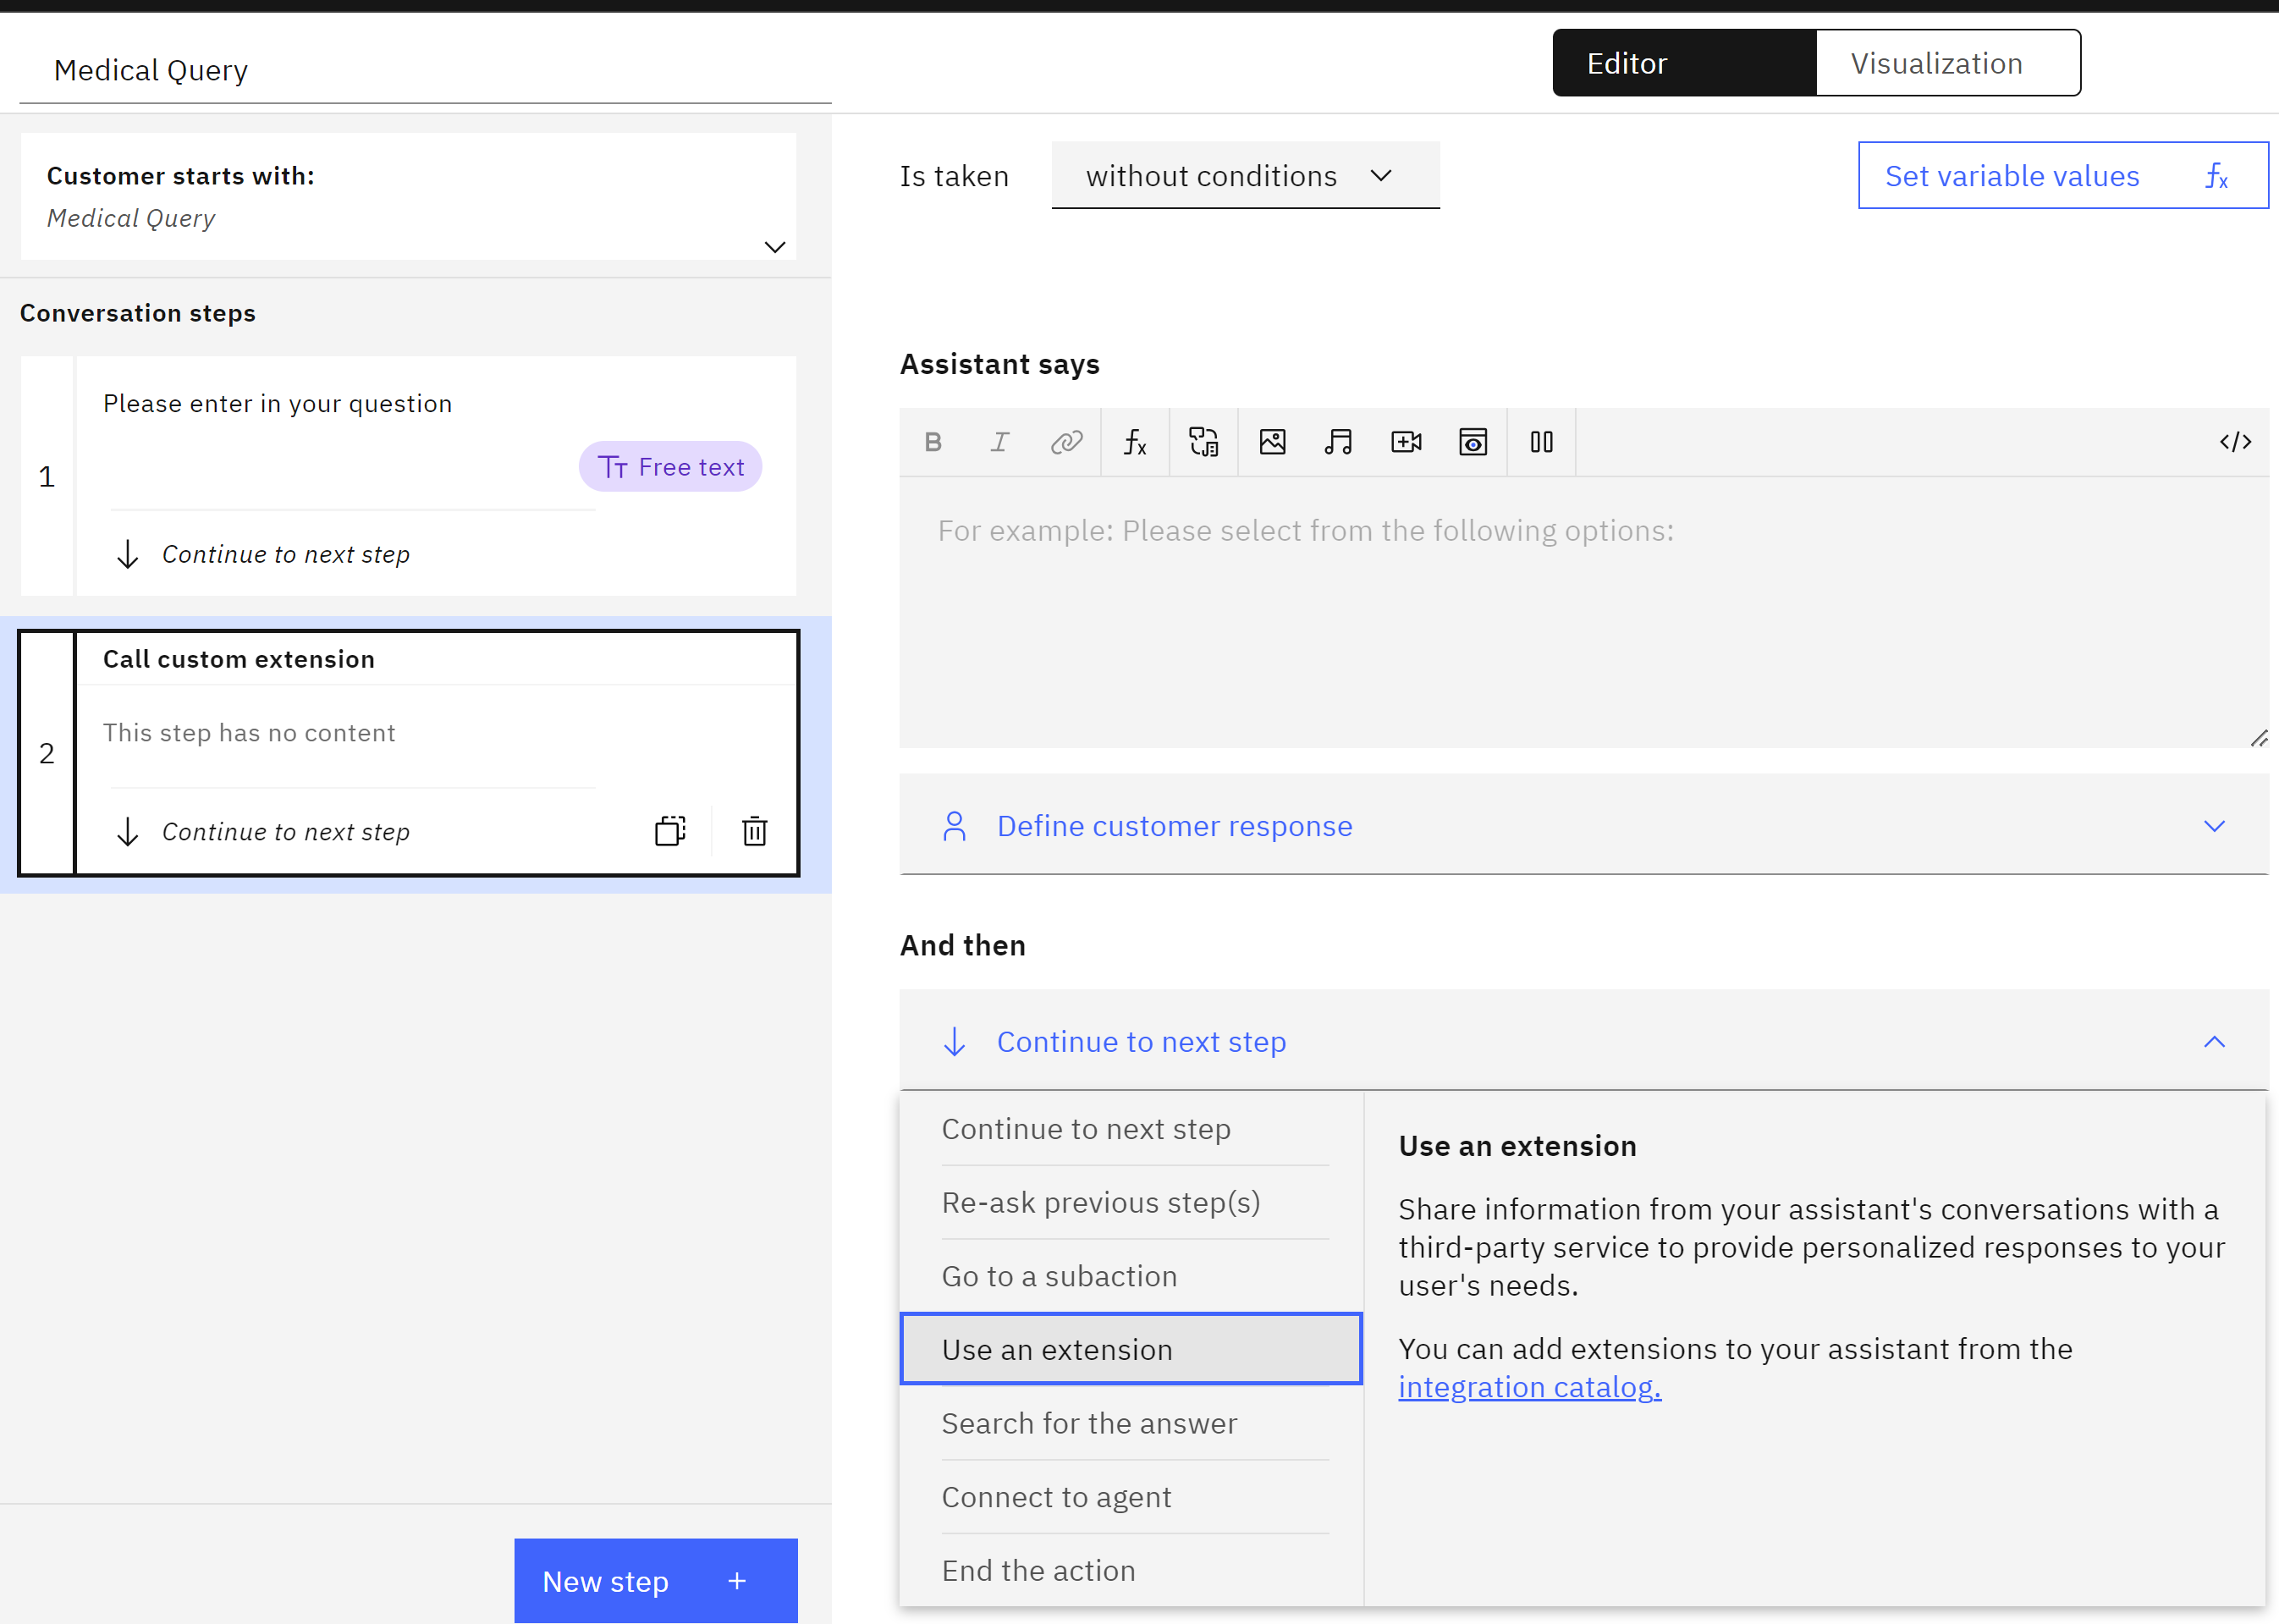 Medical Query
Editor
Visualization
Customer starts with:
Medical Query
Conversation steps
1
Please enter in your question
Free text
Continue to next step
2
Call custom extension
This step has no content
Continue to next step
New step +
Is taken
without conditions
Set variable values fx
Assistant says
B I fx </>
For example: Please select from the following options:
Define customer response
And then
Continue to next step
Continue to next step
Re-ask previous step(s)
Go to a subaction
Use an extension
Search for the answer
Connect to agent
End the action
Use an extension
Share information from your assistant's conversations with a
third-party service to provide personalized responses to your
user's needs.
You can add extensions to your assistant from the
integration catalog.